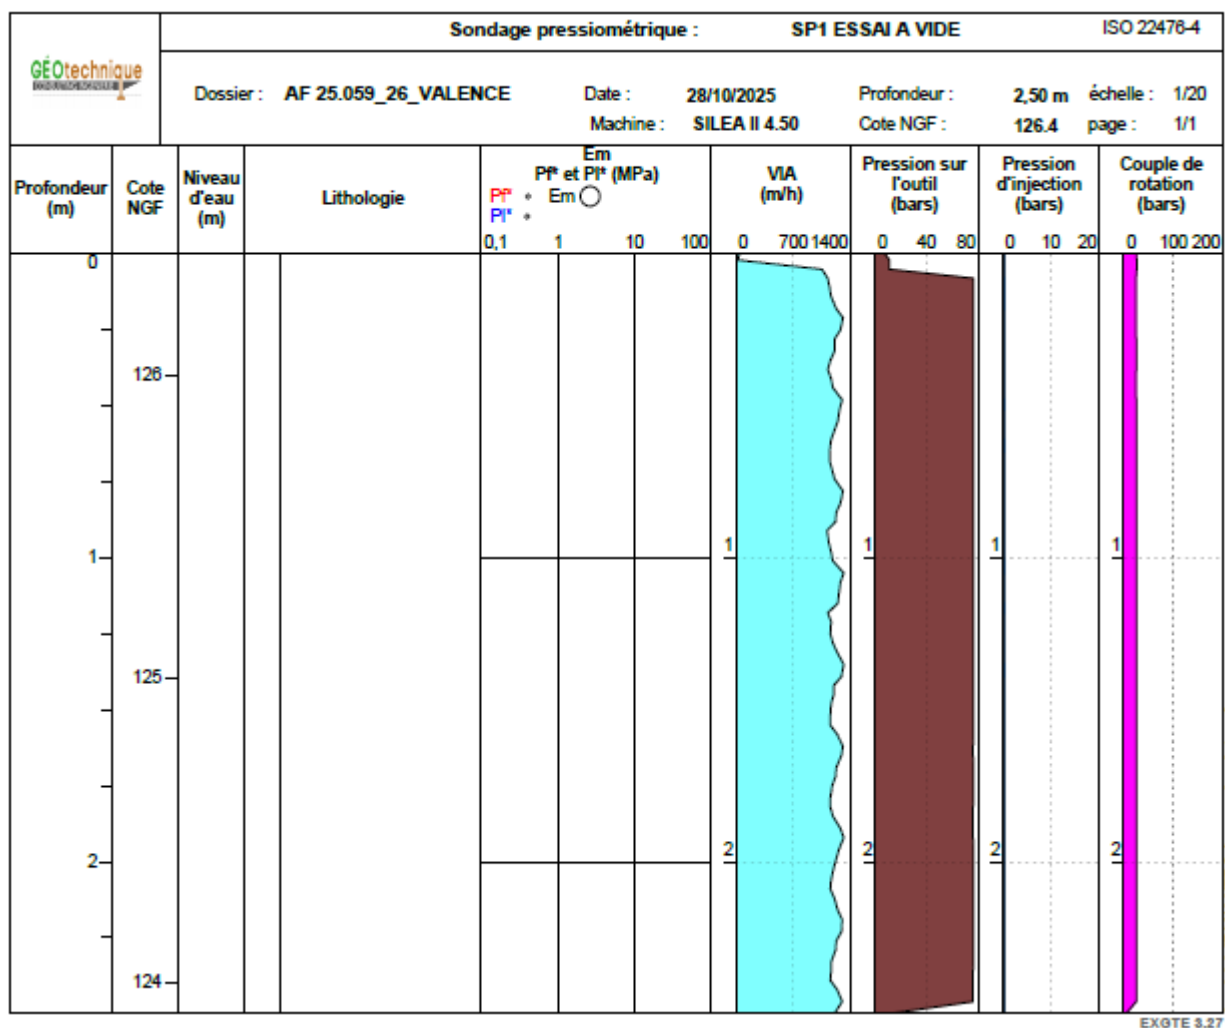 Sondage pressiométrique : SP1 ESSAI A VIDE ISO 22476-4
GÉOtechnique
Dossier : AF 25.059_26_VALENCE Date : 28/10/2025 Profondeur : 2,50 m échelle : 1/20
Machine : SILEA II 4.50 Cote NGF : 126.4 page : 1/1
Profondeur (m)
Cote NGF
Niveau d'eau (m)
Lithologie
Em
Pf* et Pl* (MPa)
Pf* Em
Pl*
0,1 1 10 100
VIA (m/h)
0 700 1400
Pression sur l'outil (bars)
0 40 80
Pression d'injection (bars)
0 10 20
Couple de rotation (bars)
0 100 200
0
126
1 1 1 1 1
125
2 2 2 2 2
124
EXGTE 3.27